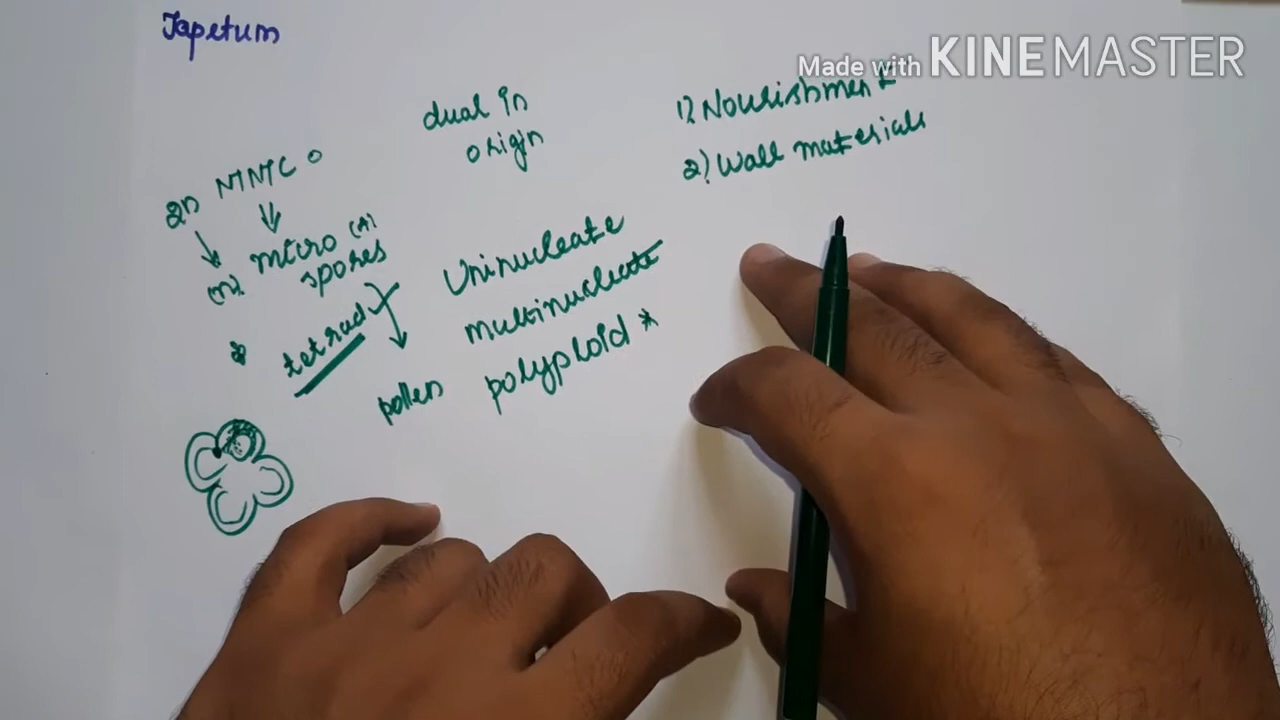 Tapetum
Made with KINEMASTER
dual in
origin
1) Nourishment
2) Wall materials
2n MMC
(n) micro (4)
spores
tetrad
pollen
Uninucleate
multinucleate
polyploid *